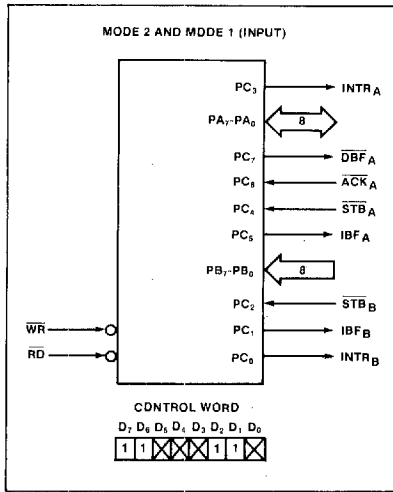 MODE 2 AND MDDE 1 (INPUT)
PC3 INTRA
PA7-PA0 8
PC7 DBFA
PC6 ACKA
PC4 STBA
PC5 IBFA
PB7-PB0 8
PC2 STBB
WR PC1 IBFB
RD PC0 INTRB
CONTROL WORD
D7 D6 D5 D4 D3 D2 D1 D0
1 1 X X X 1 1 X